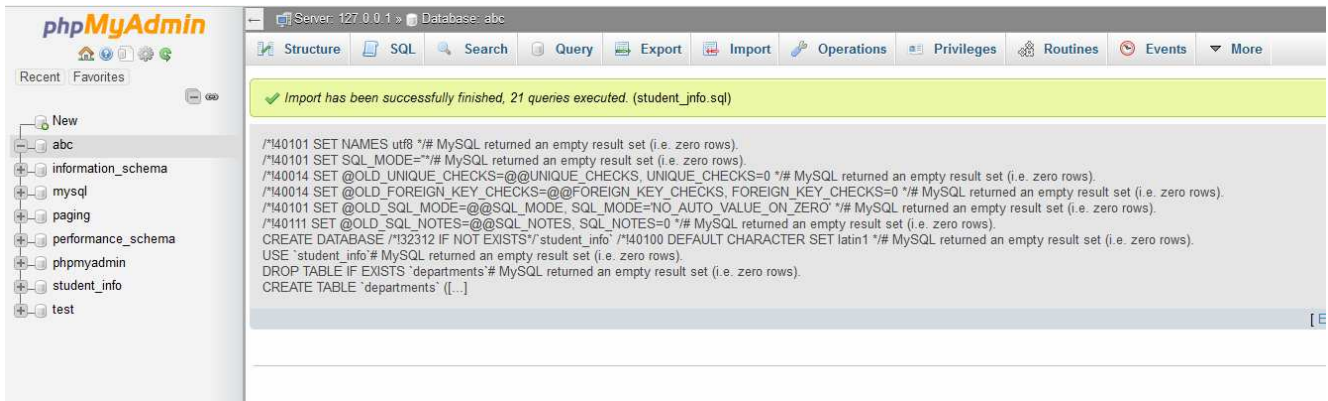 phpMyAdmin
Recent Favorites
New
abc
information_schema
mysql
paging
performance_schema
phpmyadmin
student_info
test
Server: 127.0.0.1 » Database: abc
Structure SQL Search Query Export Import Operations Privileges Routines Events More
Import has been successfully finished, 21 queries executed. (student_info.sql)
/*!40101 SET NAMES utf8 */# MySQL returned an empty result set (i.e. zero rows).
/*!40101 SET SQL_MODE=''*/# MySQL returned an empty result set (i.e. zero rows).
/*!40014 SET @OLD_UNIQUE_CHECKS=@@UNIQUE_CHECKS, UNIQUE_CHECKS=0 */# MySQL returned an empty result set (i.e. zero rows).
/*!40014 SET @OLD_FOREIGN_KEY_CHECKS=@@FOREIGN_KEY_CHECKS, FOREIGN_KEY_CHECKS=0 */# MySQL returned an empty result set (i.e. zero rows).
/*!40101 SET @OLD_SQL_MODE=@@SQL_MODE, SQL_MODE='NO_AUTO_VALUE_ON_ZERO' */# MySQL returned an empty result set (i.e. zero rows).
/*!40111 SET @OLD_SQL_NOTES=@@SQL_NOTES, SQL_NOTES=0 */# MySQL returned an empty result set (i.e. zero rows).
CREATE DATABASE /*!32312 IF NOT EXISTS*/`student_info` /*!40100 DEFAULT CHARACTER SET latin1 */# MySQL returned an empty result set (i.e. zero rows).
USE `student_info`# MySQL returned an empty result set (i.e. zero rows).
DROP TABLE IF EXISTS `departments`# MySQL returned an empty result set (i.e. zero rows).
CREATE TABLE `departments` ([...]
[ E